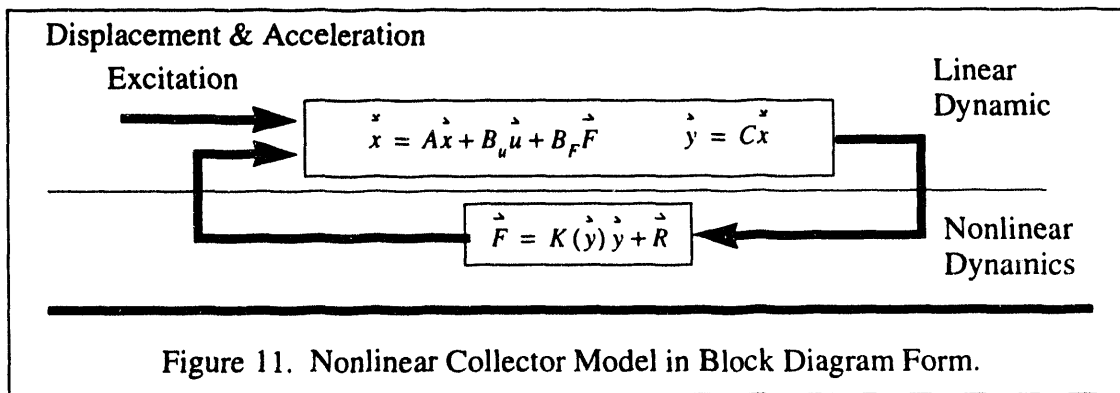 Displacement & Acceleration
Excitation
Linear
Dynamic
x⃗ = Ax⃗ + B_u u⃗ + B_F F⃗ y⃗ = Cx⃗
F⃗ = K(y⃗)y⃗ + R⃗
Nonlinear
Dynamics
Figure 11. Nonlinear Collector Model in Block Diagram Form.